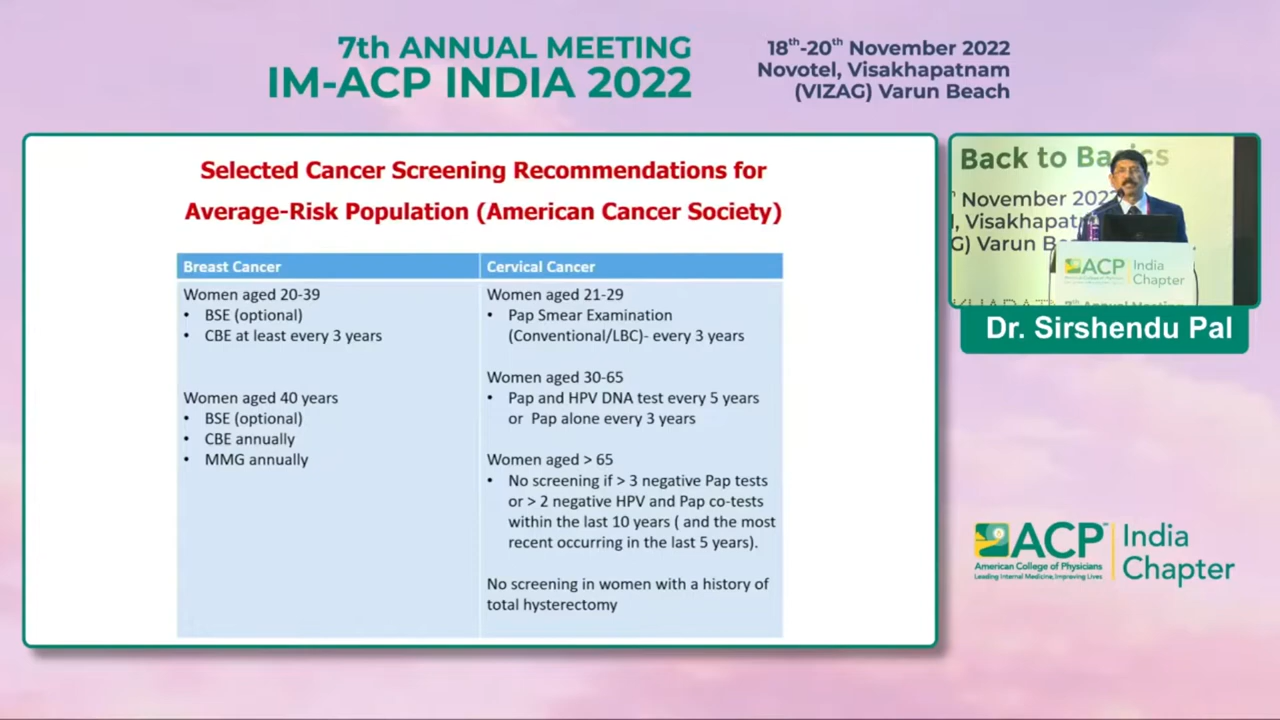 7th ANNUAL MEETING
IM-ACP INDIA 2022
18th-20th November 2022
Novotel, Visakhapatnam
(VIZAG) Varun Beach
Selected Cancer Screening Recommendations for
Average-Risk Population (American Cancer Society)
Breast Cancer
Women aged 20-39
• BSE (optional)
• CBE at least every 3 years
Women aged 40 years
• BSE (optional)
• CBE annually
• MMG annually
Cervical Cancer
Women aged 21-29
• Pap Smear Examination
(Conventional/LBC)- every 3 years
Women aged 30-65
• Pap and HPV DNA test every 5 years
or Pap alone every 3 years
Women aged > 65
• No screening if > 3 negative Pap tests
or > 2 negative HPV and Pap co-tests
within the last 10 years ( and the most
recent occurring in the last 5 years).
No screening in women with a history of
total hysterectomy
Back to Basics
November 2022
Visakhapat
G) Varun B
ACP India
Chapter
7th Annual Meeting
Dr. Sirshendu Pal
ACP™ India
Chapter
American College of Physicians
Leading Internal Medicine, Improving Lives